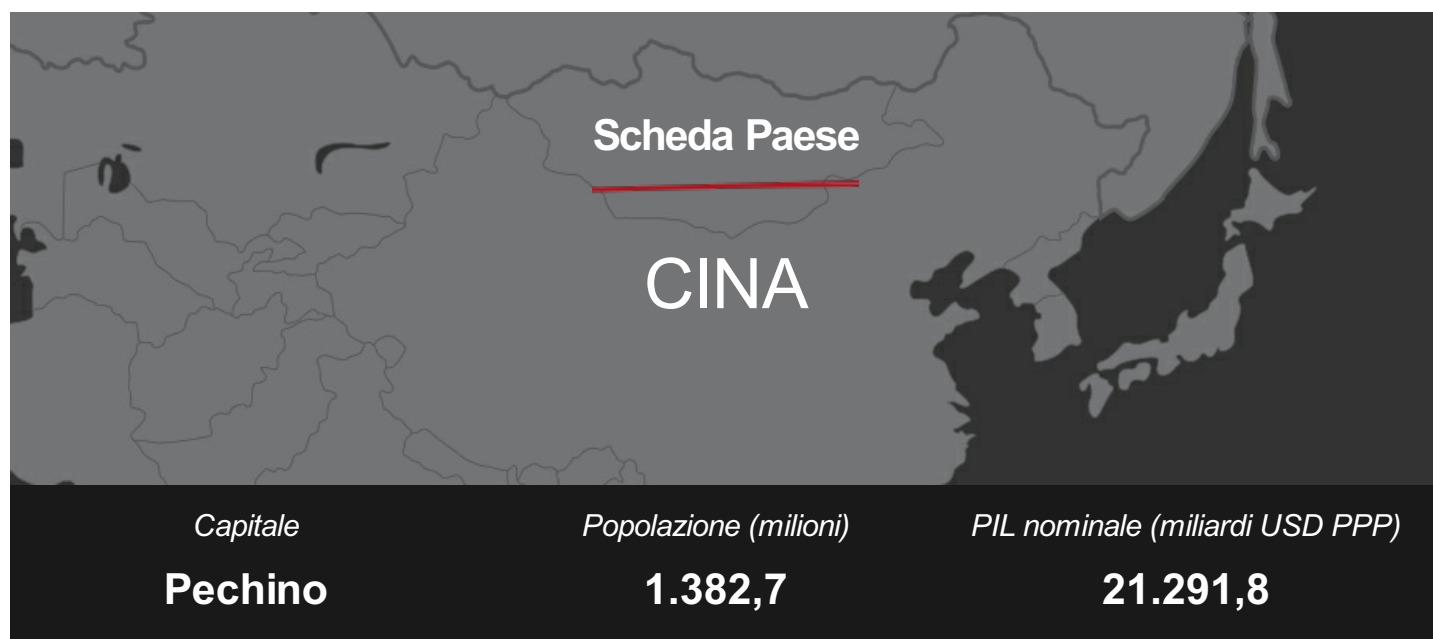 Scheda Paese
CINA
Capitale
Popolazione (milioni)
PIL nominale (miliardi USD PPP)
Pechino
1.382,7
21.291,8